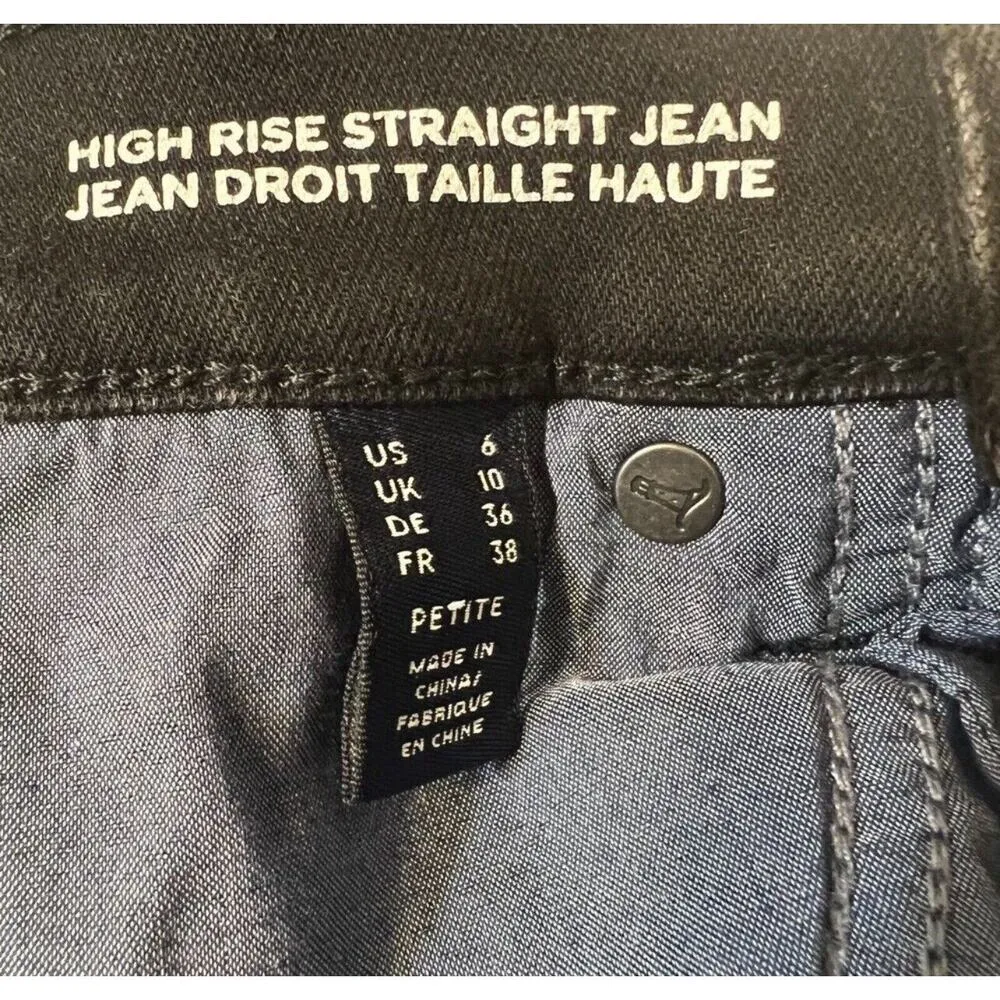 HIGH RISE STRAIGHT JEAN
JEAN DROIT TAILLE HAUTE
US 6
UK 10
DE 36
FR 38
PETITE
MADE IN
CHINA/
FABRIQUE
EN CHINE